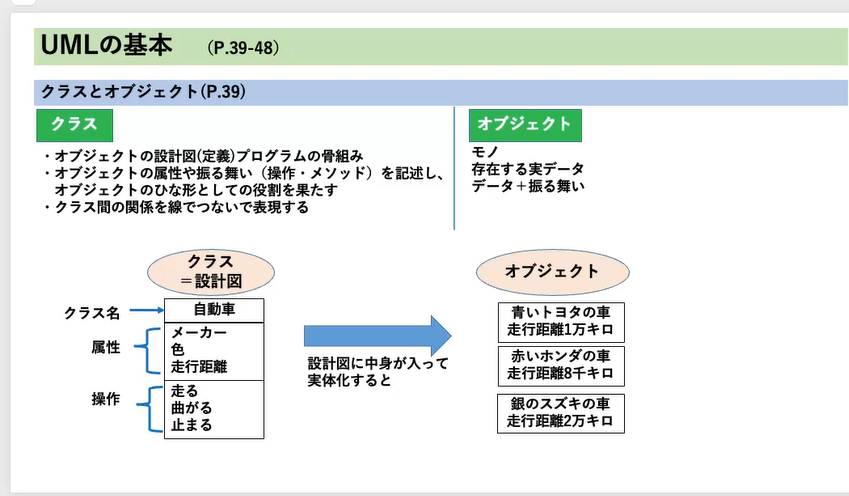 UMLの基本 (P.39-48)
クラスとオブジェクト(P.39)
クラス
・オブジェクトの設計図(定義)プログラムの骨組み
・オブジェクトの属性や振る舞い（操作・メソッド）を記述し、
オブジェクトのひな形としての役割を果たす
・クラス間の関係を線でつないで表現する
オブジェクト
モノ
存在する実データ
データ＋振る舞い
クラス
＝設計図
クラス名
自動車
属性
メーカー
色
走行距離
操作
走る
曲がる
止まる
設計図に中身が入って
実体化すると
オブジェクト
青いトヨタの車
走行距離1万キロ
赤いホンダの車
走行距離8千キロ
銀のスズキの車
走行距離2万キロ